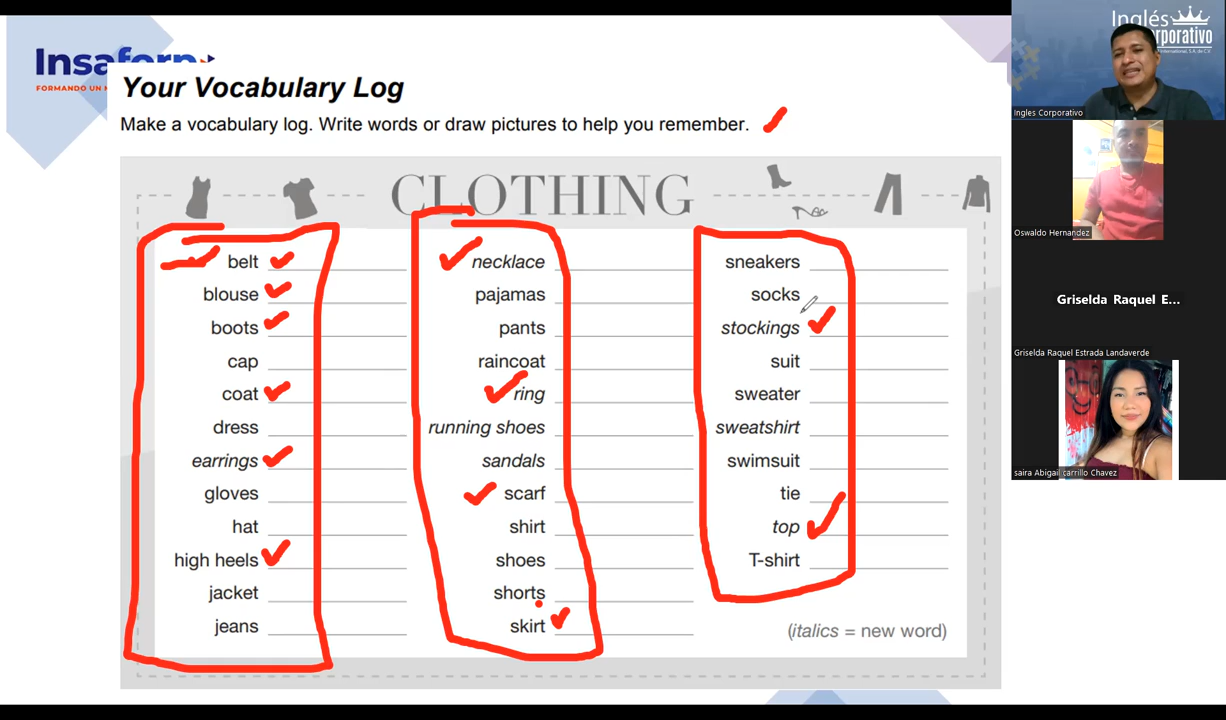 Insaforp
FORMANDO UN
Your Vocabulary Log
Make a vocabulary log. Write words or draw pictures to help you remember.
CLOTHING
belt
blouse
boots
cap
coat
dress
earrings
gloves
hat
high heels
jacket
jeans
necklace
pajamas
pants
raincoat
ring
running shoes
sandals
scarf
shirt
shoes
shorts
skirt
sneakers
socks
stockings
suit
sweater
sweatshirt
swimsuit
tie
top
T-shirt
(italics = new word)
Inglés
orporativo
International, S.A. de C.V.
Ingles Corporativo
Oswaldo Hernandez
Griselda Raquel E...
Griselda Raquel Estrada Landaverde
saira Abigail carrillo Chavez